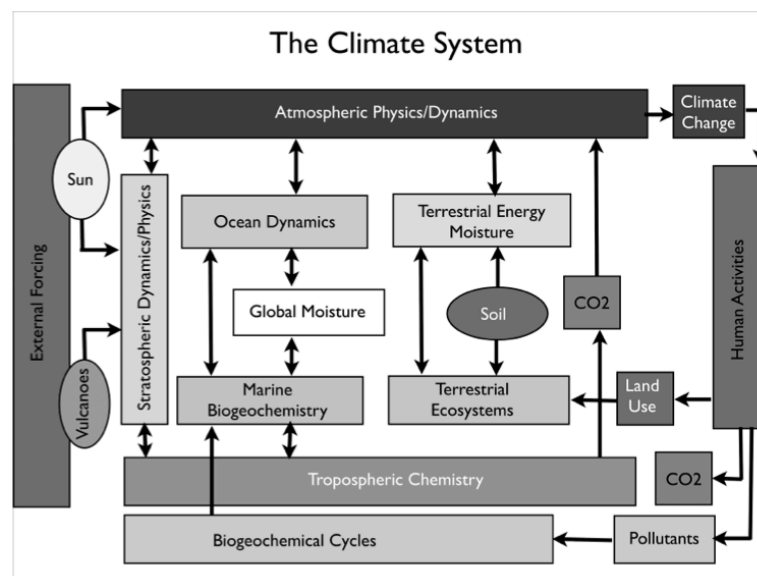 The Climate System
Atmospheric Physics/Dynamics
Climate
Change
External Forcing
Sun
Stratospheric Dynamics/Physics
Ocean Dynamics
Terrestrial Energy
Moisture
Human Activities
Global Moisture
Soil
CO2
Vulcanoes
Marine
Biogeochemistry
Terrestrial
Ecosystems
Land
Use
Tropospheric Chemistry
CO2
Biogeochemical Cycles
Pollutants